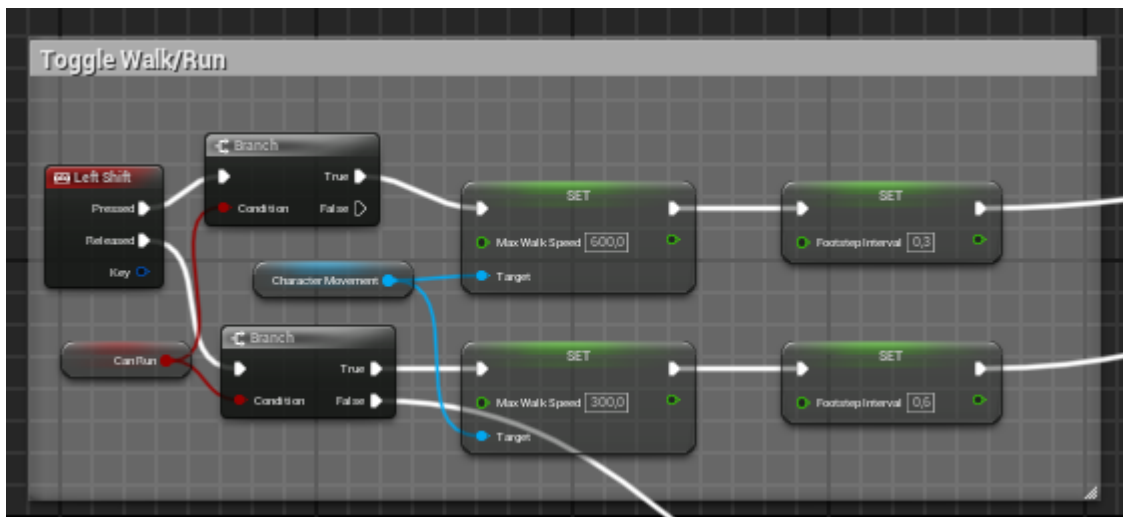 Toggle Walk/Run
Left Shift
Pressed
Released
Key
Branch
True
Condition
False
Character Movement
Can Run
Branch
True
Condition
False
SET
Max Walk Speed 600,0
Target
SET
Footstep Interval 0,3
SET
Max Walk Speed 300,0
Target
SET
Footstep Interval 0,6